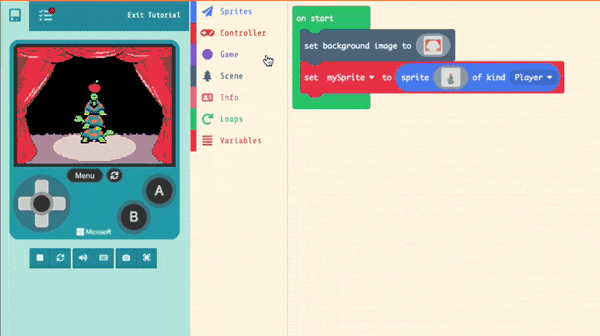 Exit Tutorial
Sprites
Controller
Game
Scene
Info
Loops
Variables
on start
set background image to
set mySprite to sprite of kind Player
Menu
A
B
Microsoft